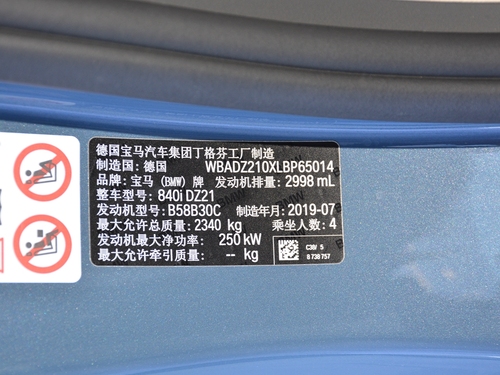 德国宝马汽车集团丁格芬工厂制造
制造国: 德国 WBADZ210XLBP65014
品牌: 宝马 (BMW) 牌 发动机排量: 2998 mL
整车型号: 840i DZ21
发动机型号: B58B30C 制造年月: 2019-07
最大允许总质量: 2340 kg 乘坐人数: 4
发动机最大净功率: 250 kW
最大允许牵引质量: -- kg
C38/ 5
8 738 757